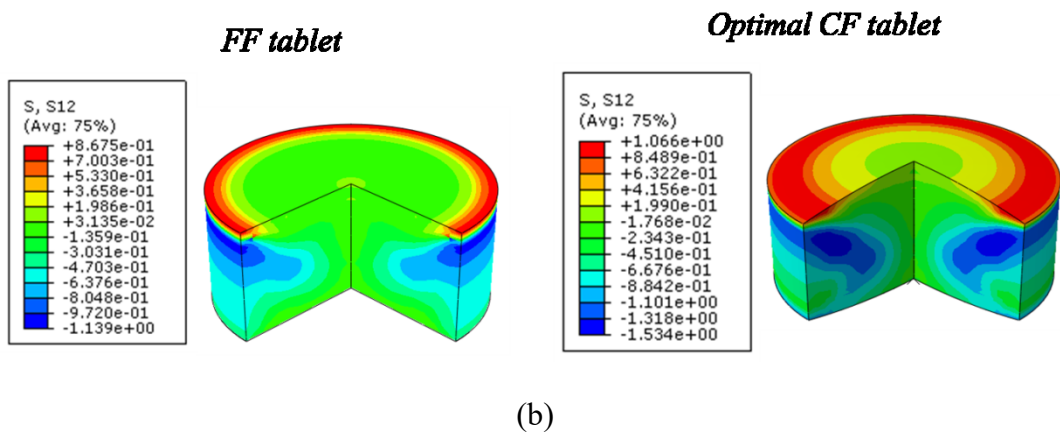 FF tablet
Optimal CF tablet
S, S12
(Avg: 75%)
+8.675e-01
+7.003e-01
+5.330e-01
+3.658e-01
+1.986e-01
+3.135e-02
-1.359e-01
-3.031e-01
-4.703e-01
-6.376e-01
-8.048e-01
-9.720e-01
-1.139e+00
S, S12
(Avg: 75%)
+1.066e+00
+8.489e-01
+6.322e-01
+4.156e-01
+1.990e-01
-1.768e-02
-2.343e-01
-4.510e-01
-6.676e-01
-8.842e-01
-1.101e+00
-1.318e+00
-1.534e+00
(b)